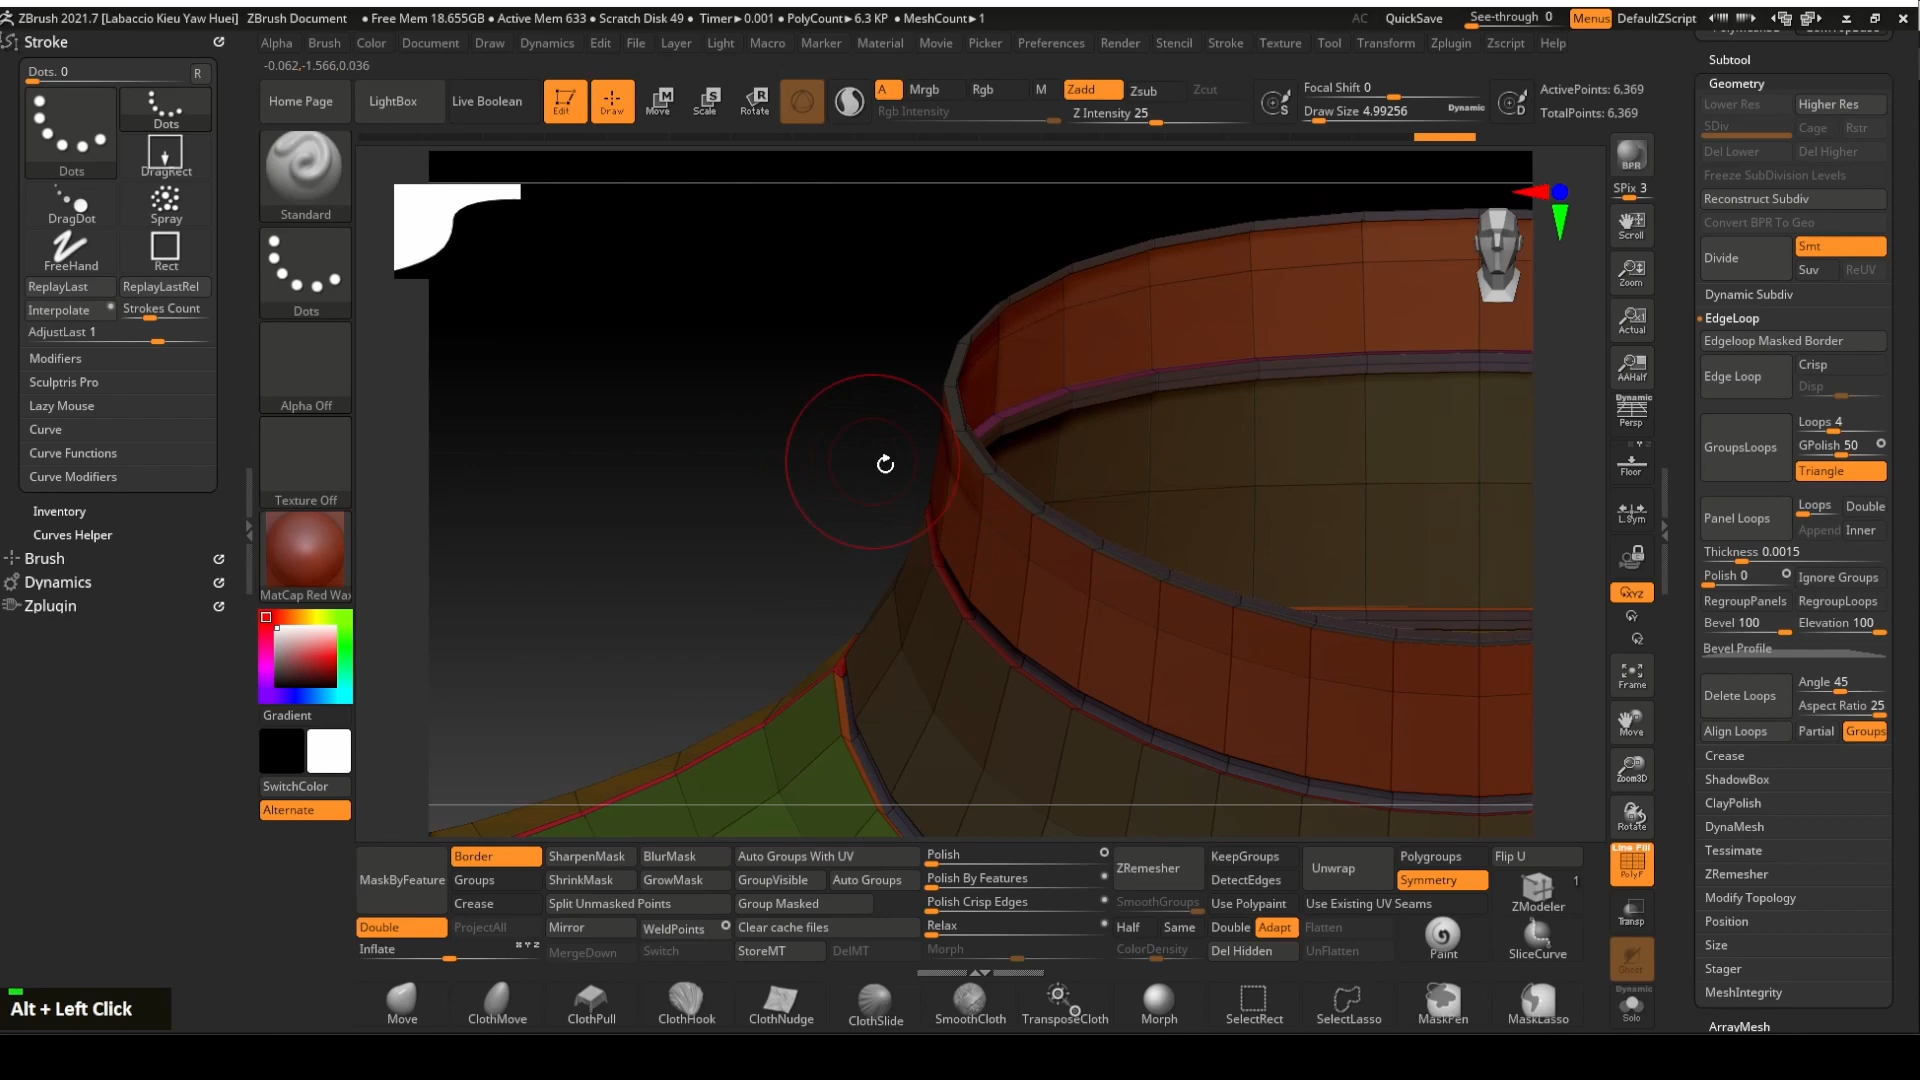 ZBrush 2021.7 [Labaccio Kieu Yaw Huei] ZBrush Document ● Free Mem 18.655GB ● Active Mem 633 ● Scratch Disk 49 ● Timer▶0.001 ● PolyCount▶6.3 KP ● MeshCount▶1 AC QuickSave See-through 0 Menus DefaultZScript
Stroke
Alpha Brush Color Document Draw Dynamics Edit File Layer Light Macro Marker Material Movie Picker Preferences Render Stencil Stroke Texture Tool Transform Zplugin Zscript Help
-0.062,-1.566,0.036
Dots. 0 R
Dots
Dots
DragRect
DragDot
Spray
FreeHand
Rect
ReplayLast
ReplayLastRel
Interpolate
Strokes Count
AdjustLast 1
Modifiers
Sculptris Pro
Lazy Mouse
Curve
Curve Functions
Curve Modifiers
Inventory
Curves Helper
Brush
Dynamics
Zplugin
Home Page
LightBox
Live Boolean
Edit
Draw
Move
Scale
Rotate
A Mrgb Rgb M Zadd Zsub Zcut
Rgb Intensity
Z Intensity 25
Focal Shift 0
Draw Size 4.99256
Dynamic
ActivePoints: 6,369
TotalPoints: 6,369
Standard
Dots
Alpha Off
Texture Off
MatCap Red Wax
Gradient
SwitchColor
Alternate
BPR
SPix 3
Scroll
Zoom
Actual
AAHalf
Dynamic
Persp
Floor
L.Sym
XYZ
Frame
Move
Zoom3D
Rotate
Line Fill
PolyF
Transp
Ghost
Dynamic
Solo
Subtool
Geometry
Lower Res
Higher Res
SDiv
Cage
Rstr
Del Lower
Del Higher
Freeze SubDivision Levels
Reconstruct Subdiv
Convert BPR To Geo
Divide
Smt
Suv
ReUV
Dynamic Subdiv
EdgeLoop
Edgeloop Masked Border
Edge Loop
Crisp
Disp
GroupsLoops
Loops 4
GPolish 50
Triangle
Panel Loops
Loops
Double
Append
Inner
Thickness 0.0015
Polish 0
Ignore Groups
RegroupPanels
RegroupLoops
Bevel 100
Elevation 100
Bevel Profile
Delete Loops
Angle 45
Aspect Ratio 25
Align Loops
Partial
Groups
Crease
ShadowBox
ClayPolish
DynaMesh
Tessimate
ZRemesher
Modify Topology
Position
Size
Stager
MeshIntegrity
ArrayMesh
MaskByFeature
Border
SharpenMask
BlurMask
Auto Groups With UV
Polish
ZRemesher
KeepGroups
Unwrap
Polygroups
Flip U
Groups
ShrinkMask
GrowMask
GroupVisible
Auto Groups
Polish By Features
DetectEdges
Symmetry
1
ZModeler
Crease
Split Unmasked Points
Group Masked
Polish Crisp Edges
SmoothGroups
Use Polypaint
Use Existing UV Seams
Double
ProjectAll
Mirror
WeldPoints
Clear cache files
Relax
Half
Same
Double
Adapt
Flatten
Paint
SliceCurve
Inflate
MergeDown
Switch
StoreMT
DelMT
Morph
ColorDensity
Del Hidden
UnFlatten
Alt + Left Click
Move
ClothMove
ClothPull
ClothHook
ClothNudge
ClothSlide
SmoothCloth
TransposeCloth
Morph
SelectRect
SelectLasso
MaskPen
MaskLasso